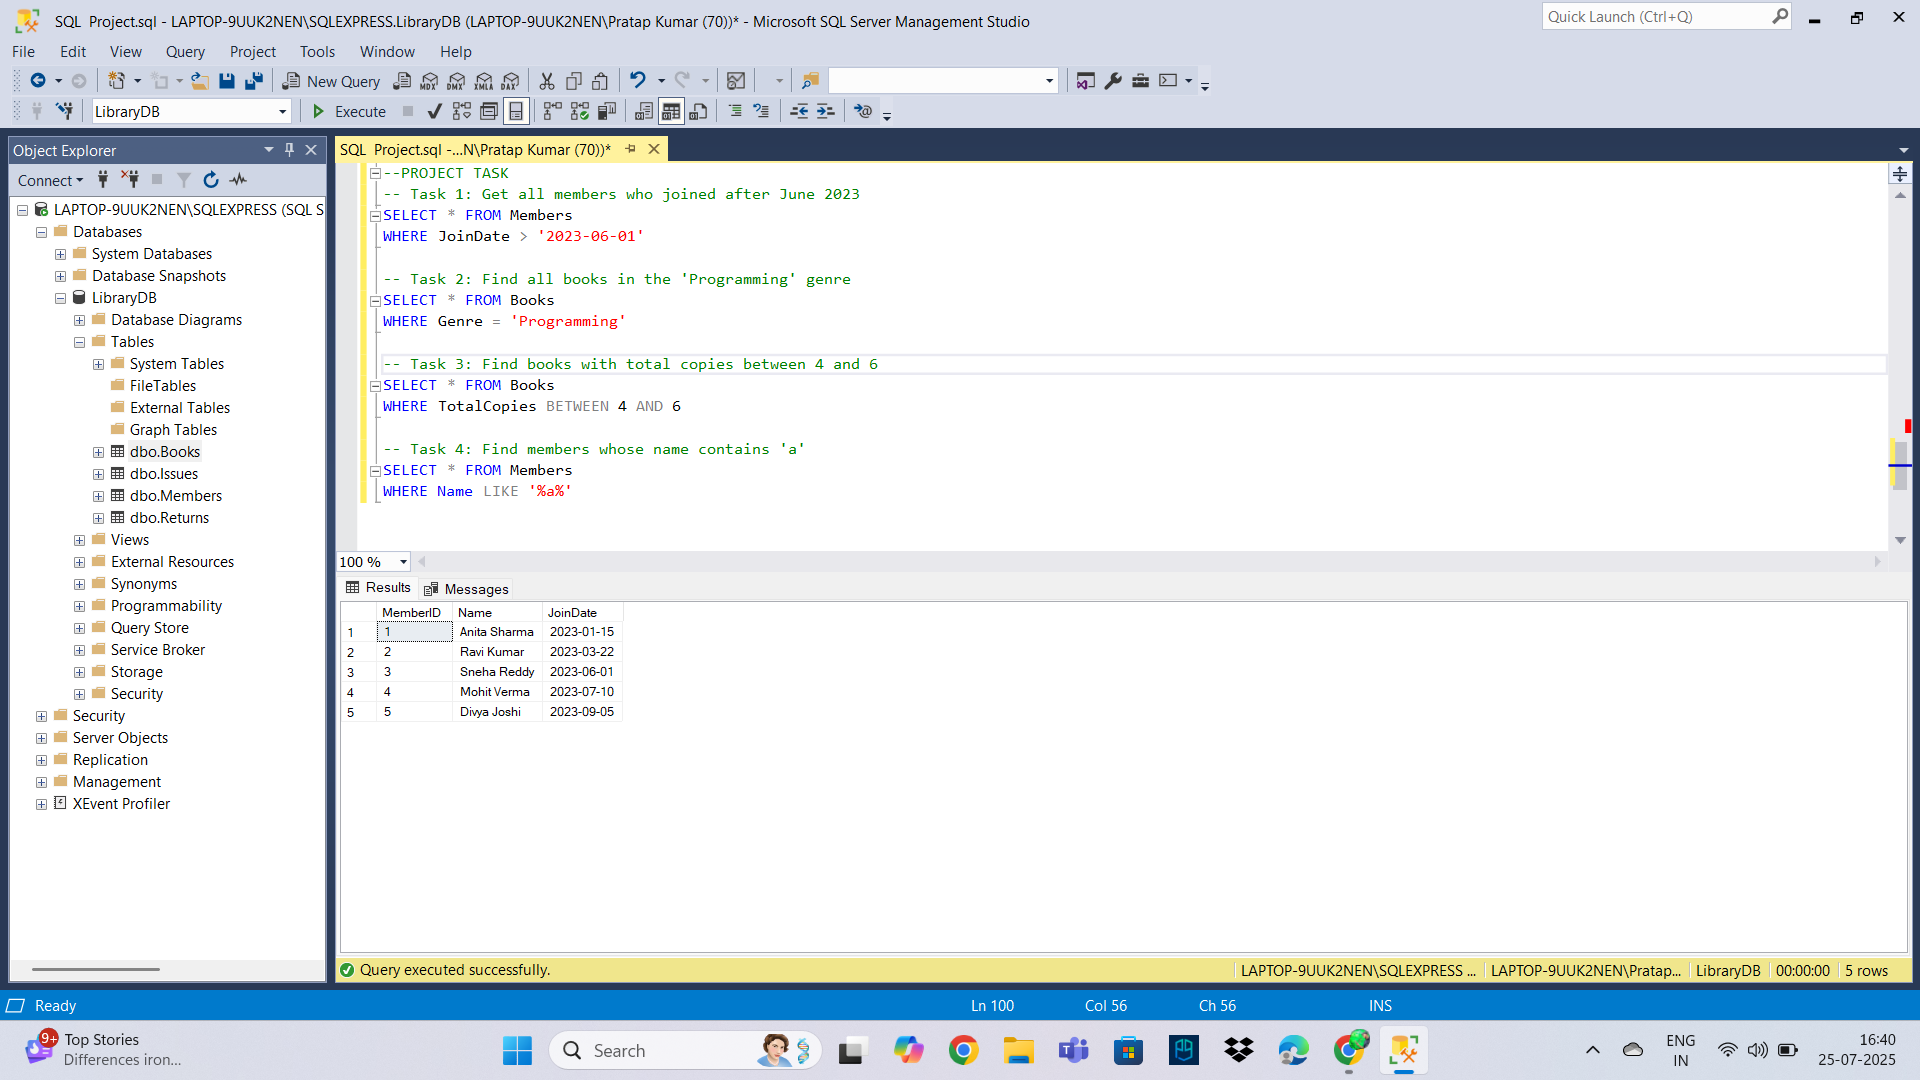 SQL Project.sql - LAPTOP-9UUK2NEN\SQLEXPRESS.LibraryDB (LAPTOP-9UUK2NEN\Pratap Kumar (70))* - Microsoft SQL Server Management Studio
Quick Launch (Ctrl+Q)
File Edit View Query Project Tools Window Help
New Query MDX DMX XMLA DAX
LibraryDB Execute
Object Explorer
SQL Project.sql -...N\Pratap Kumar (70))*
Connect
LAPTOP-9UUK2NEN\SQLEXPRESS (SQL S
Databases
System Databases
Database Snapshots
LibraryDB
Database Diagrams
Tables
System Tables
FileTables
External Tables
Graph Tables
dbo.Books
dbo.Issues
dbo.Members
dbo.Returns
Views
External Resources
Synonyms
Programmability
Query Store
Service Broker
Storage
Security
Security
Server Objects
Replication
Management
XEvent Profiler
--PROJECT TASK
-- Task 1: Get all members who joined after June 2023
SELECT * FROM Members
WHERE JoinDate > '2023-06-01'
-- Task 2: Find all books in the 'Programming' genre
SELECT * FROM Books
WHERE Genre = 'Programming'
-- Task 3: Find books with total copies between 4 and 6
SELECT * FROM Books
WHERE TotalCopies BETWEEN 4 AND 6
-- Task 4: Find members whose name contains 'a'
SELECT * FROM Members
WHERE Name LIKE '%a%'
100 %
Results Messages
MemberID Name JoinDate
1 1 Anita Sharma 2023-01-15
2 2 Ravi Kumar 2023-03-22
3 3 Sneha Reddy 2023-06-01
4 4 Mohit Verma 2023-07-10
5 5 Divya Joshi 2023-09-05
Query executed successfully. LAPTOP-9UUK2NEN\SQLEXPRESS ... LAPTOP-9UUK2NEN\Pratap... LibraryDB 00:00:00 5 rows
Ready Ln 100 Col 56 Ch 56 INS
9+ Top Stories
Differences iron...
Search
ENG
IN
16:40
25-07-2025